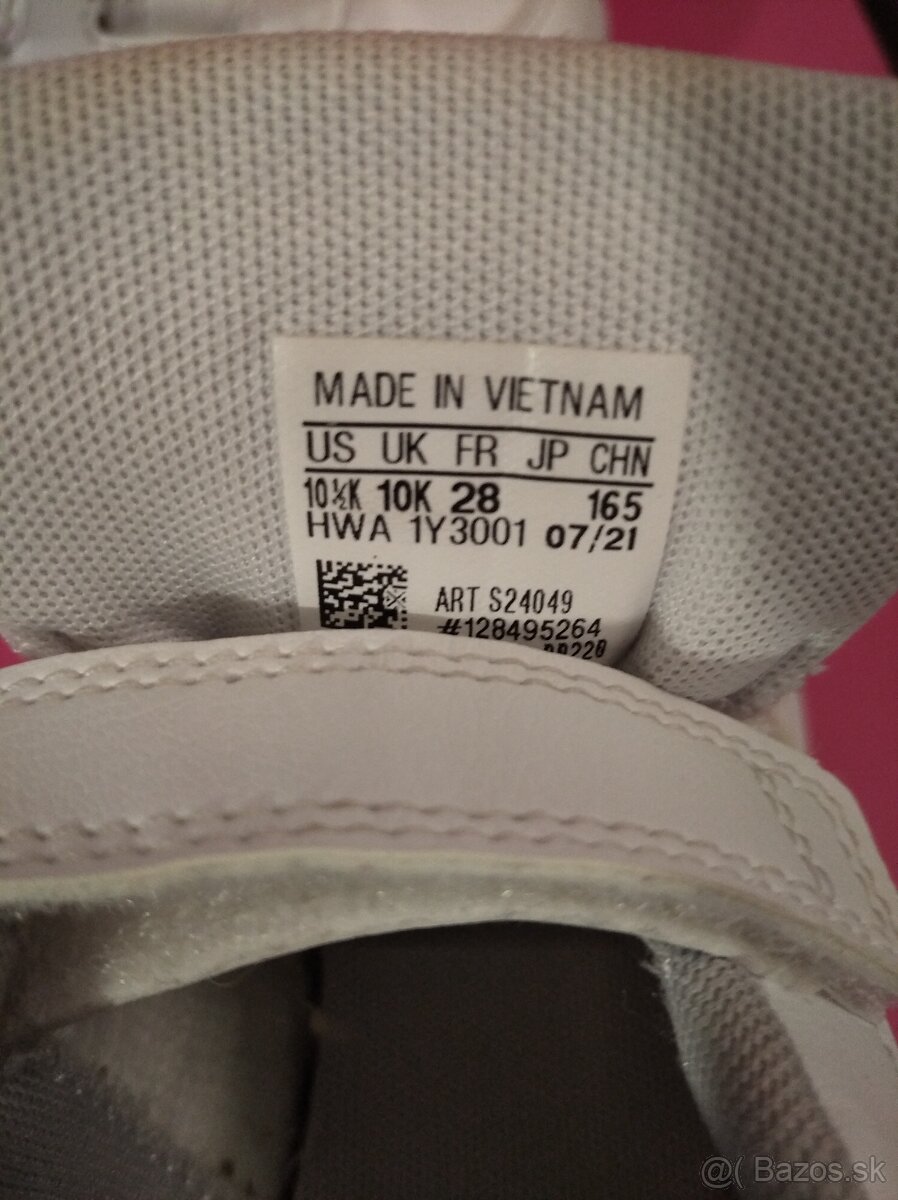 MADE IN VIETNAM
US UK FR JP CHN
10½K 10K 28 165
HWA 1Y3001 07/21
ART S24049
#128495264
@( Bazos.sk